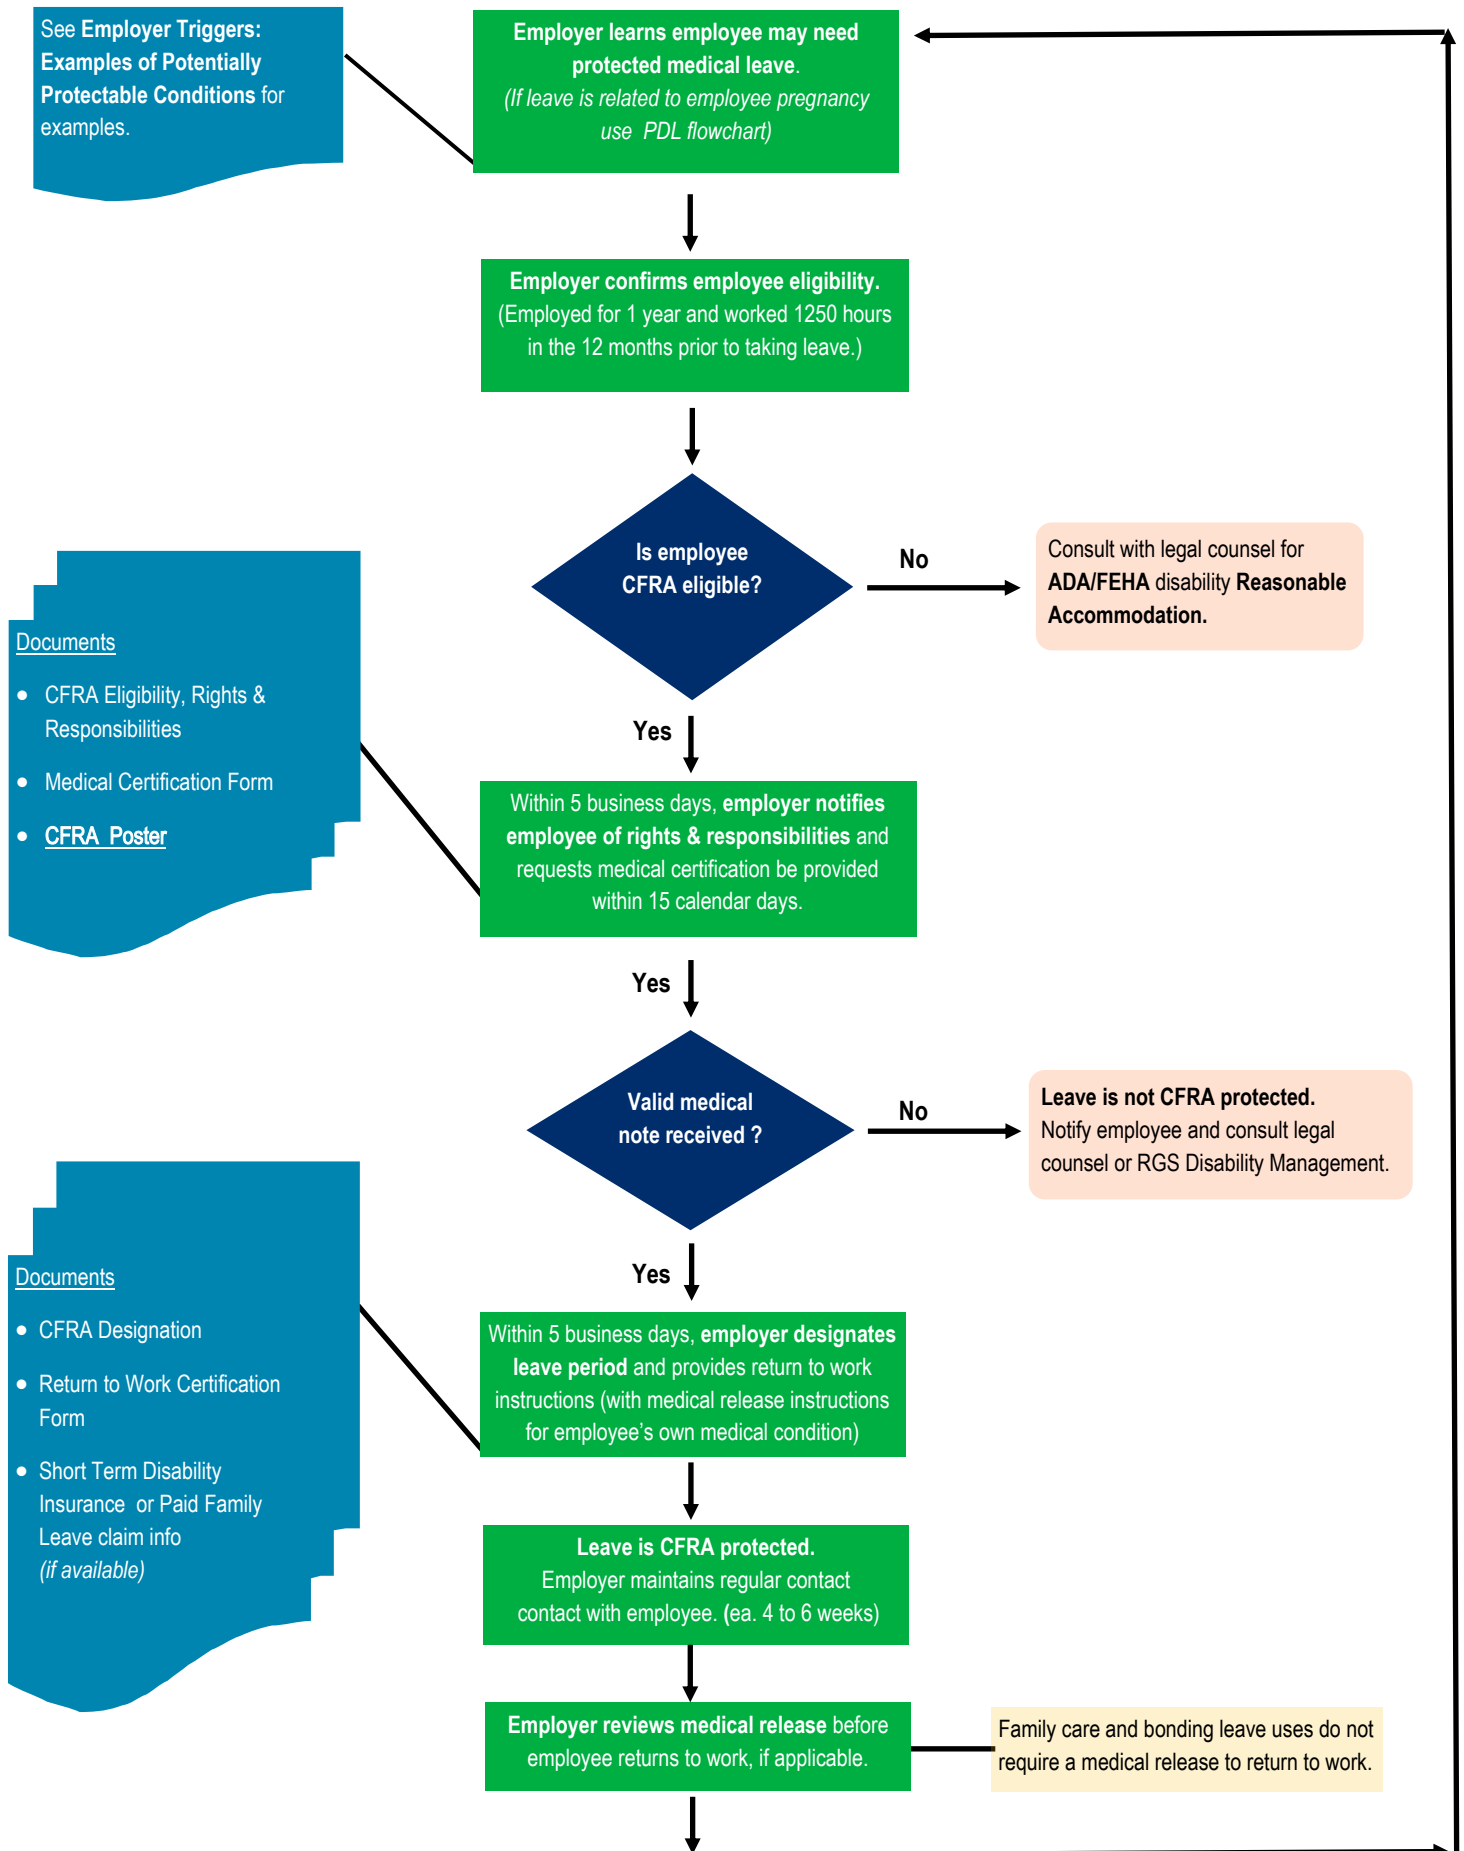 See Employer Triggers:
Examples of Potentially
Protectable Conditions for
examples.
Employer learns employee may need
protected medical leave.
(If leave is related to employee pregnancy
use PDL flowchart)
Employer confirms employee eligibility.
(Employed for 1 year and worked 1250 hours
in the 12 months prior to taking leave.)
Is employee
CFRA eligible?
No
Consult with legal counsel for
ADA/FEHA disability Reasonable
Accommodation.
Yes
Documents
● CFRA Eligibility, Rights &
Responsibilities
● Medical Certification Form
● CFRA Poster
Within 5 business days, employer notifies
employee of rights & responsibilities and
requests medical certification be provided
within 15 calendar days.
Yes
Valid medical
note received ?
No
Leave is not CFRA protected.
Notify employee and consult legal
counsel or RGS Disability Management.
Yes
Documents
● CFRA Designation
● Return to Work Certification
Form
● Short Term Disability
Insurance or Paid Family
Leave claim info
(if available)
Within 5 business days, employer designates
leave period and provides return to work
instructions (with medical release instructions
for employee's own medical condition)
Leave is CFRA protected.
Employer maintains regular contact
contact with employee. (ea. 4 to 6 weeks)
Employer reviews medical release before
employee returns to work, if applicable.
Family care and bonding leave uses do not
require a medical release to return to work.